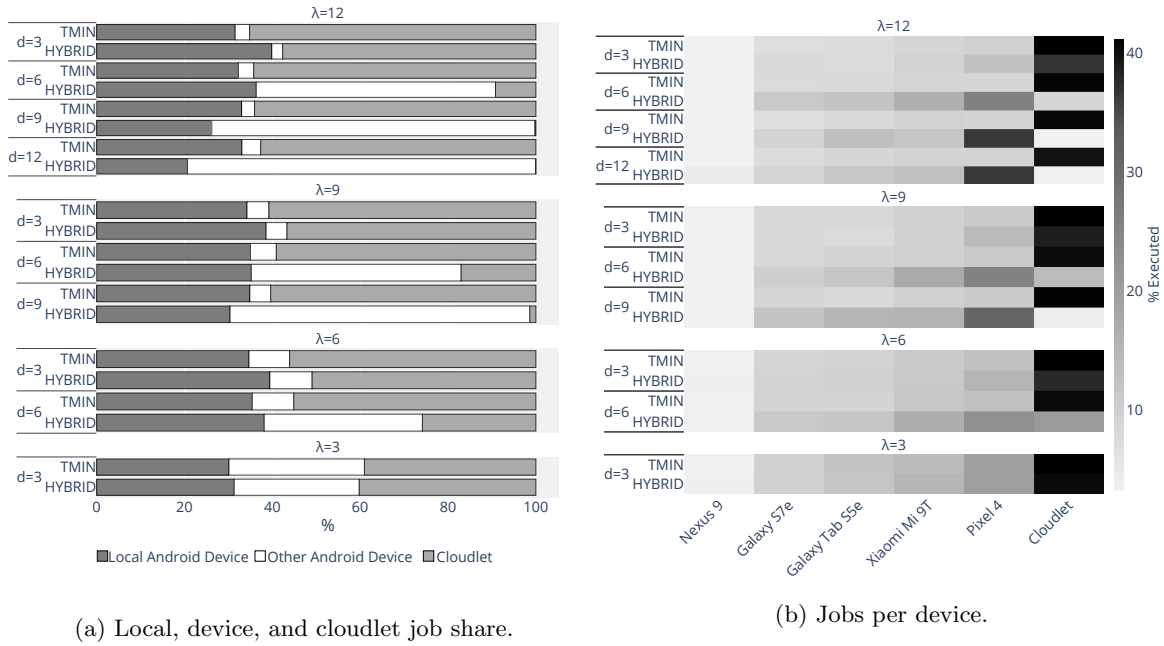 λ=12
d=3
TMIN
HYBRID
d=6
TMIN
HYBRID
d=9
TMIN
HYBRID
d=12
TMIN
HYBRID
λ=9
d=3
TMIN
HYBRID
d=6
TMIN
HYBRID
d=9
TMIN
HYBRID
λ=6
d=3
TMIN
HYBRID
d=6
TMIN
HYBRID
λ=3
d=3
TMIN
HYBRID
0 20 40 60 80 100
%
Local Android Device Other Android Device Cloudlet
(a) Local, device, and cloudlet job share.
λ=12
d=3
TMIN
HYBRID
d=6
TMIN
HYBRID
d=9
TMIN
HYBRID
d=12
TMIN
HYBRID
λ=9
d=3
TMIN
HYBRID
d=6
TMIN
HYBRID
d=9
TMIN
HYBRID
λ=6
d=3
TMIN
HYBRID
d=6
TMIN
HYBRID
λ=3
d=3
TMIN
HYBRID
Nexus 9
Galaxy S7e
Galaxy Tab S5e
Xiaomi Mi 9T
Pixel 4
Cloudlet
40
30
20
10
% Executed
(b) Jobs per device.